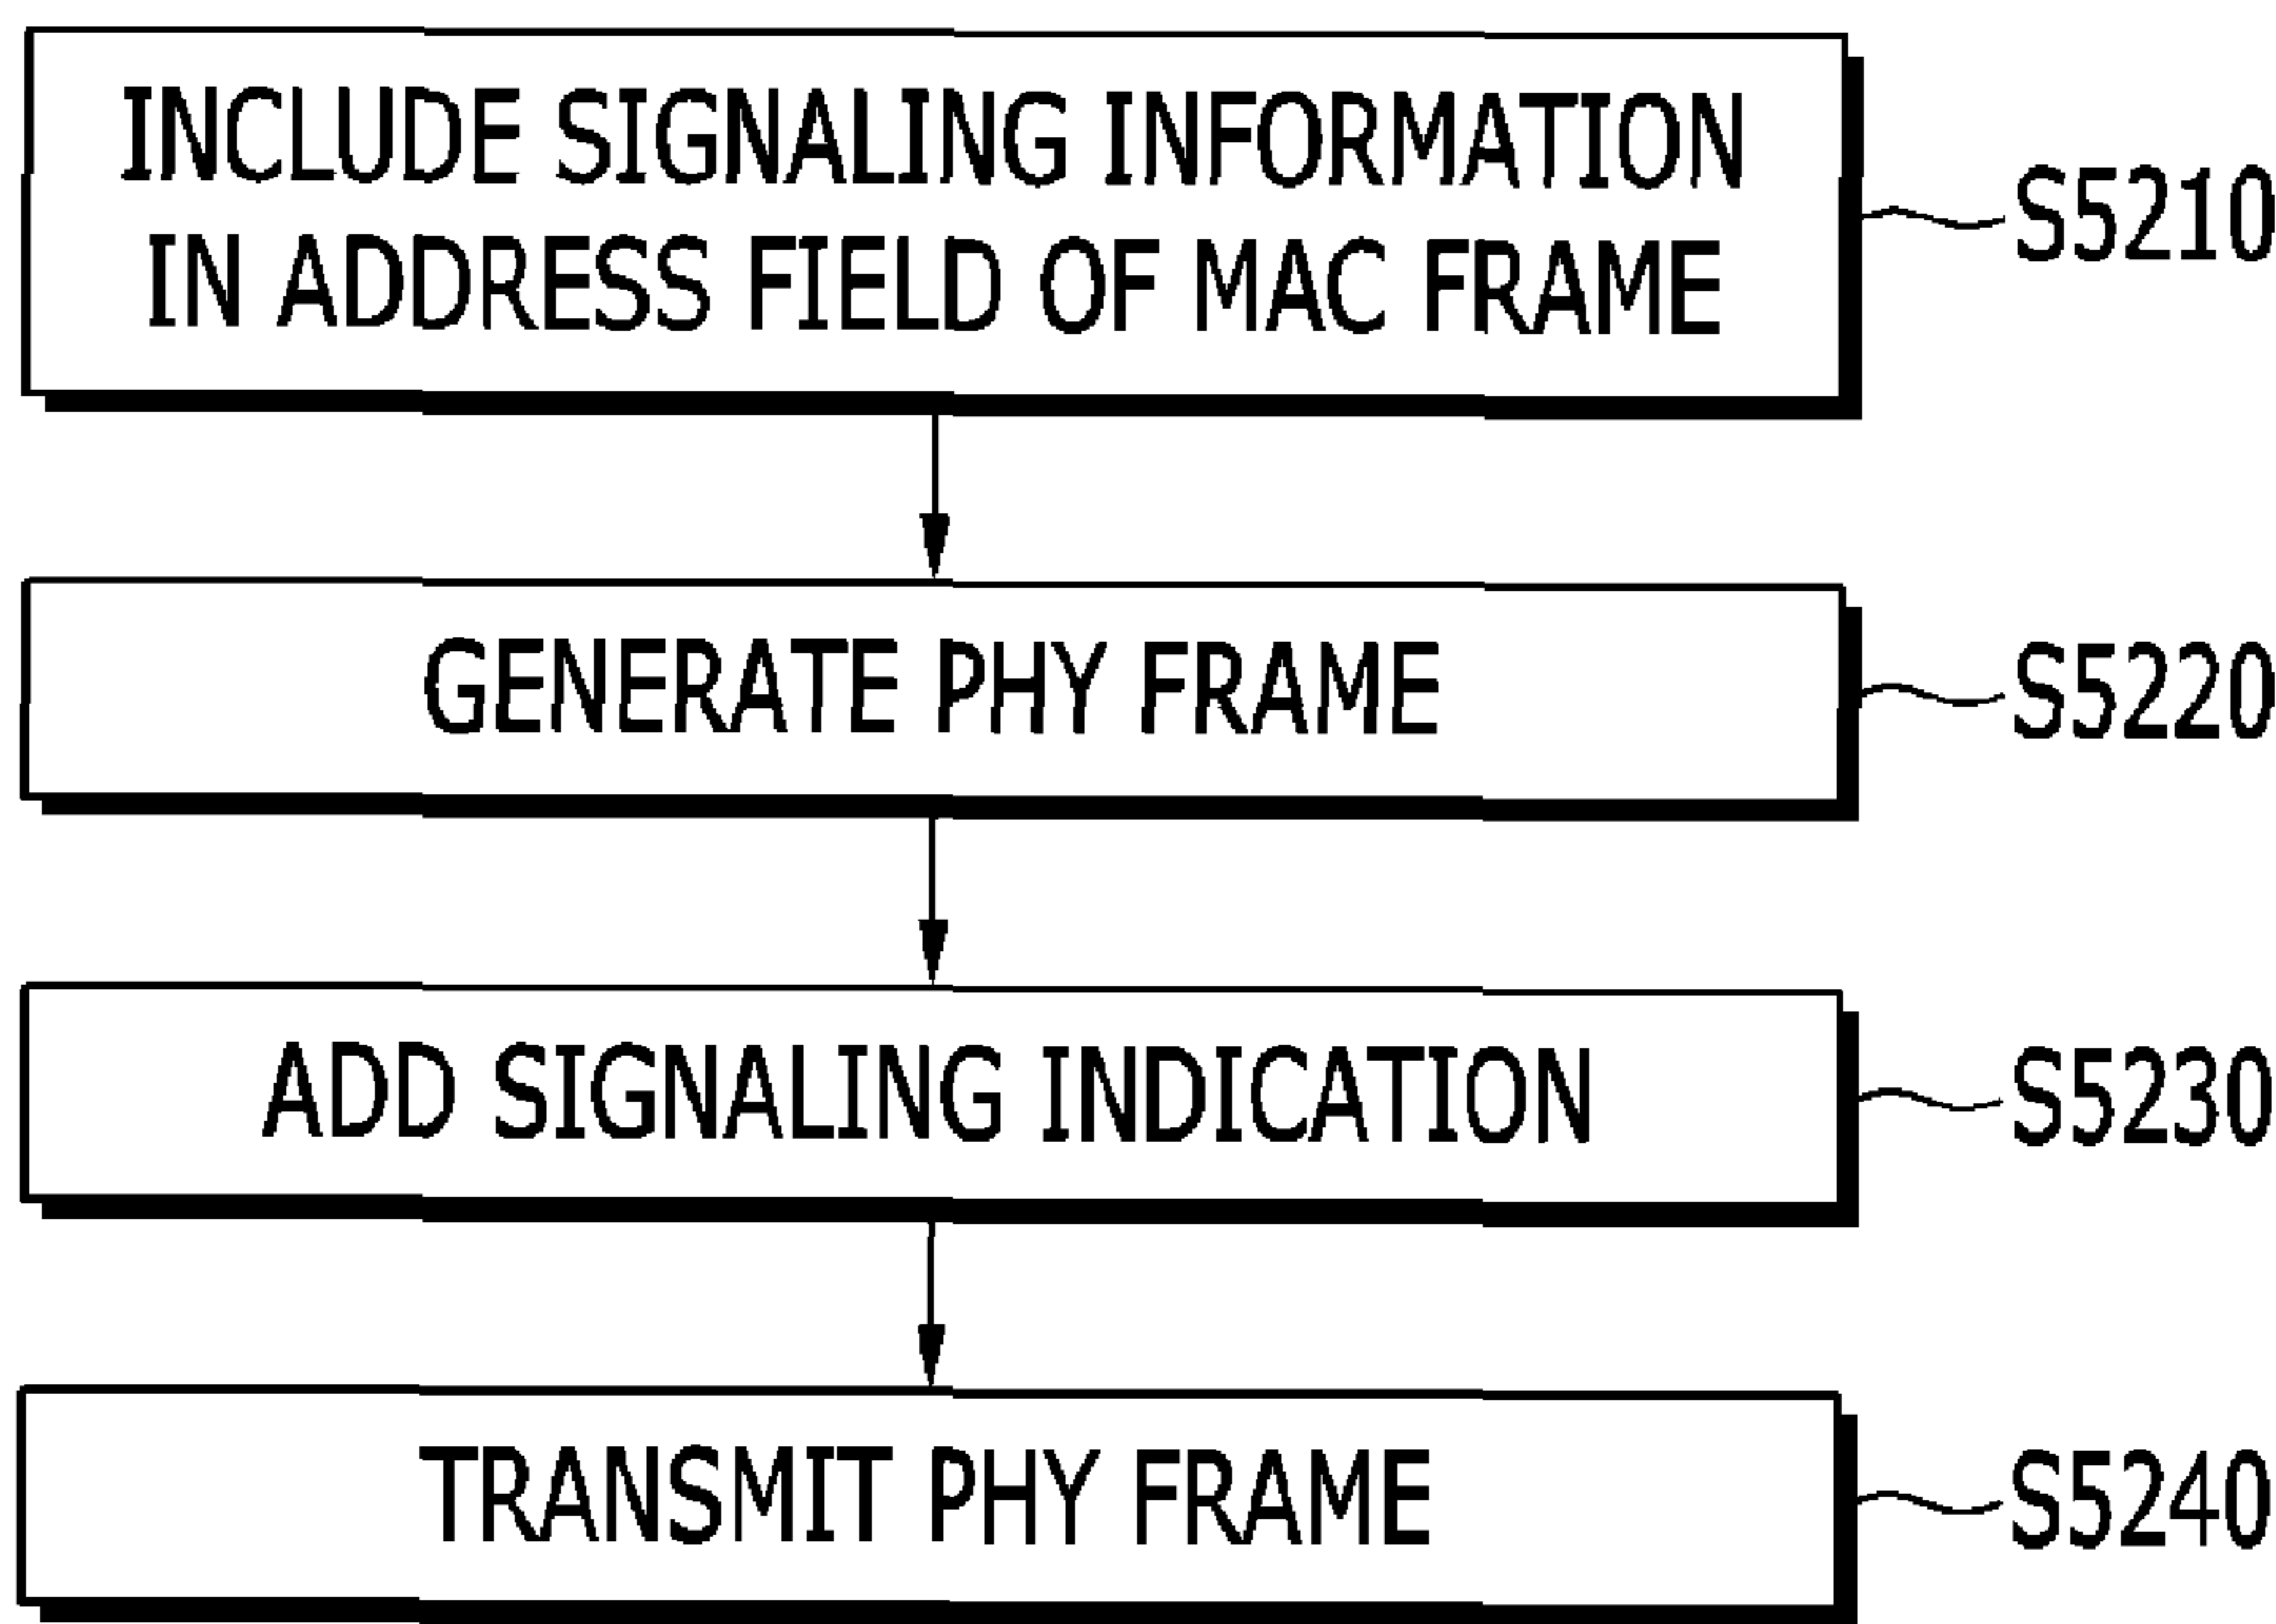 INCLUDE SIGNALING INFORMATION
IN ADDRESS FIELD OF MAC FRAME
S5210
GENERATE PHY FRAME
S5220
ADD SIGNALING INDICATION
S5230
TRANSMIT PHY FRAME
S5240